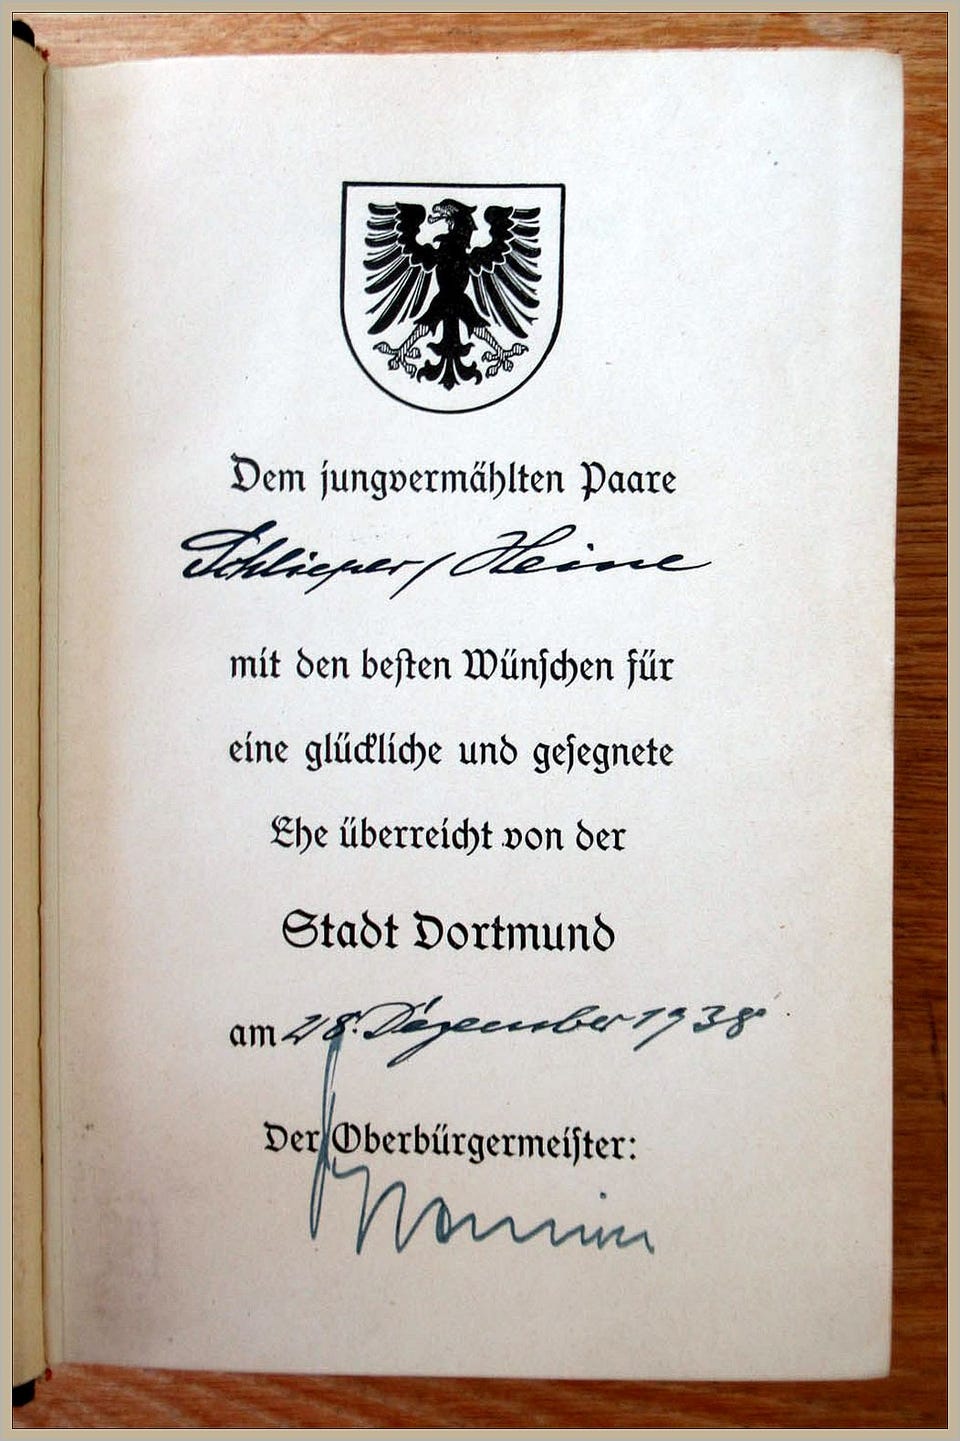 Dem jungvermählten Paare
Schlieper / Heine
mit den besten Wünschen für
eine glückliche und gesegnete
Ehe überreicht von der
Stadt Dortmund
am 28. Dezember 1938
Der Oberbürgermeister: